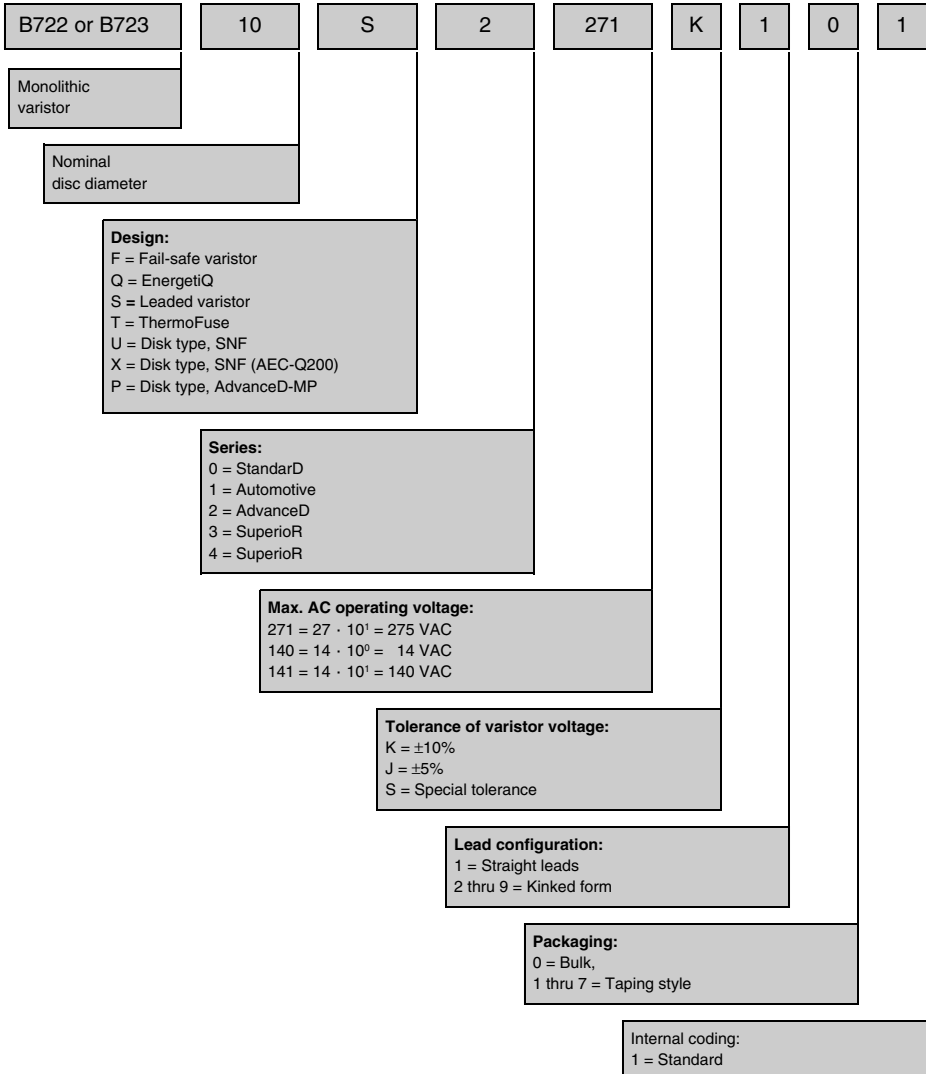 B722 or B723 10 S 2 271 K 1 0 1
Monolithic
varistor
Nominal
disc diameter
Design:
F = Fail-safe varistor
Q = EnergetiQ
S = Leaded varistor
T = ThermoFuse
U = Disk type, SNF
X = Disk type, SNF (AEC-Q200)
P = Disk type, AdvanceD-MP
Series:
0 = StandarD
1 = Automotive
2 = AdvanceD
3 = SuperioR
4 = SuperioR
Max. AC operating voltage:
271 = 27 · 10¹ = 275 VAC
140 = 14 · 10⁰ = 14 VAC
141 = 14 · 10¹ = 140 VAC
Tolerance of varistor voltage:
K = ±10%
J = ±5%
S = Special tolerance
Lead configuration:
1 = Straight leads
2 thru 9 = Kinked form
Packaging:
0 = Bulk,
1 thru 7 = Taping style
Internal coding:
1 = Standard